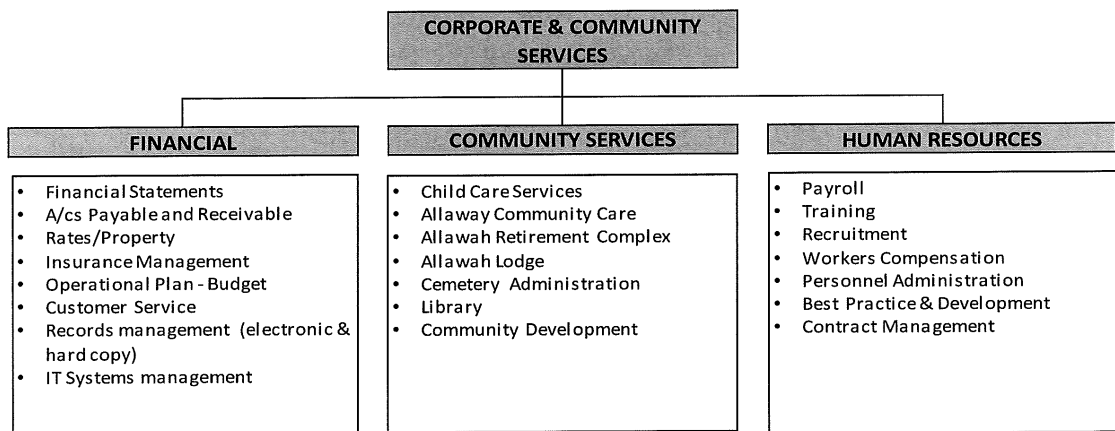 CORPORATE & COMMUNITY
SERVICES
FINANCIAL
• Financial Statements
• A/cs Payable and Receivable
• Rates/Property
• Insurance Management
• Operational Plan - Budget
• Customer Service
• Records management (electronic &
hard copy)
• IT Systems management
COMMUNITY SERVICES
• Child Care Services
• Allaway Community Care
• Allawah Retirement Complex
• Allawah Lodge
• Cemetery Administration
• Library
• Community Development
HUMAN RESOURCES
• Payroll
• Training
• Recruitment
• Workers Compensation
• Personnel Administration
• Best Practice & Development
• Contract Management